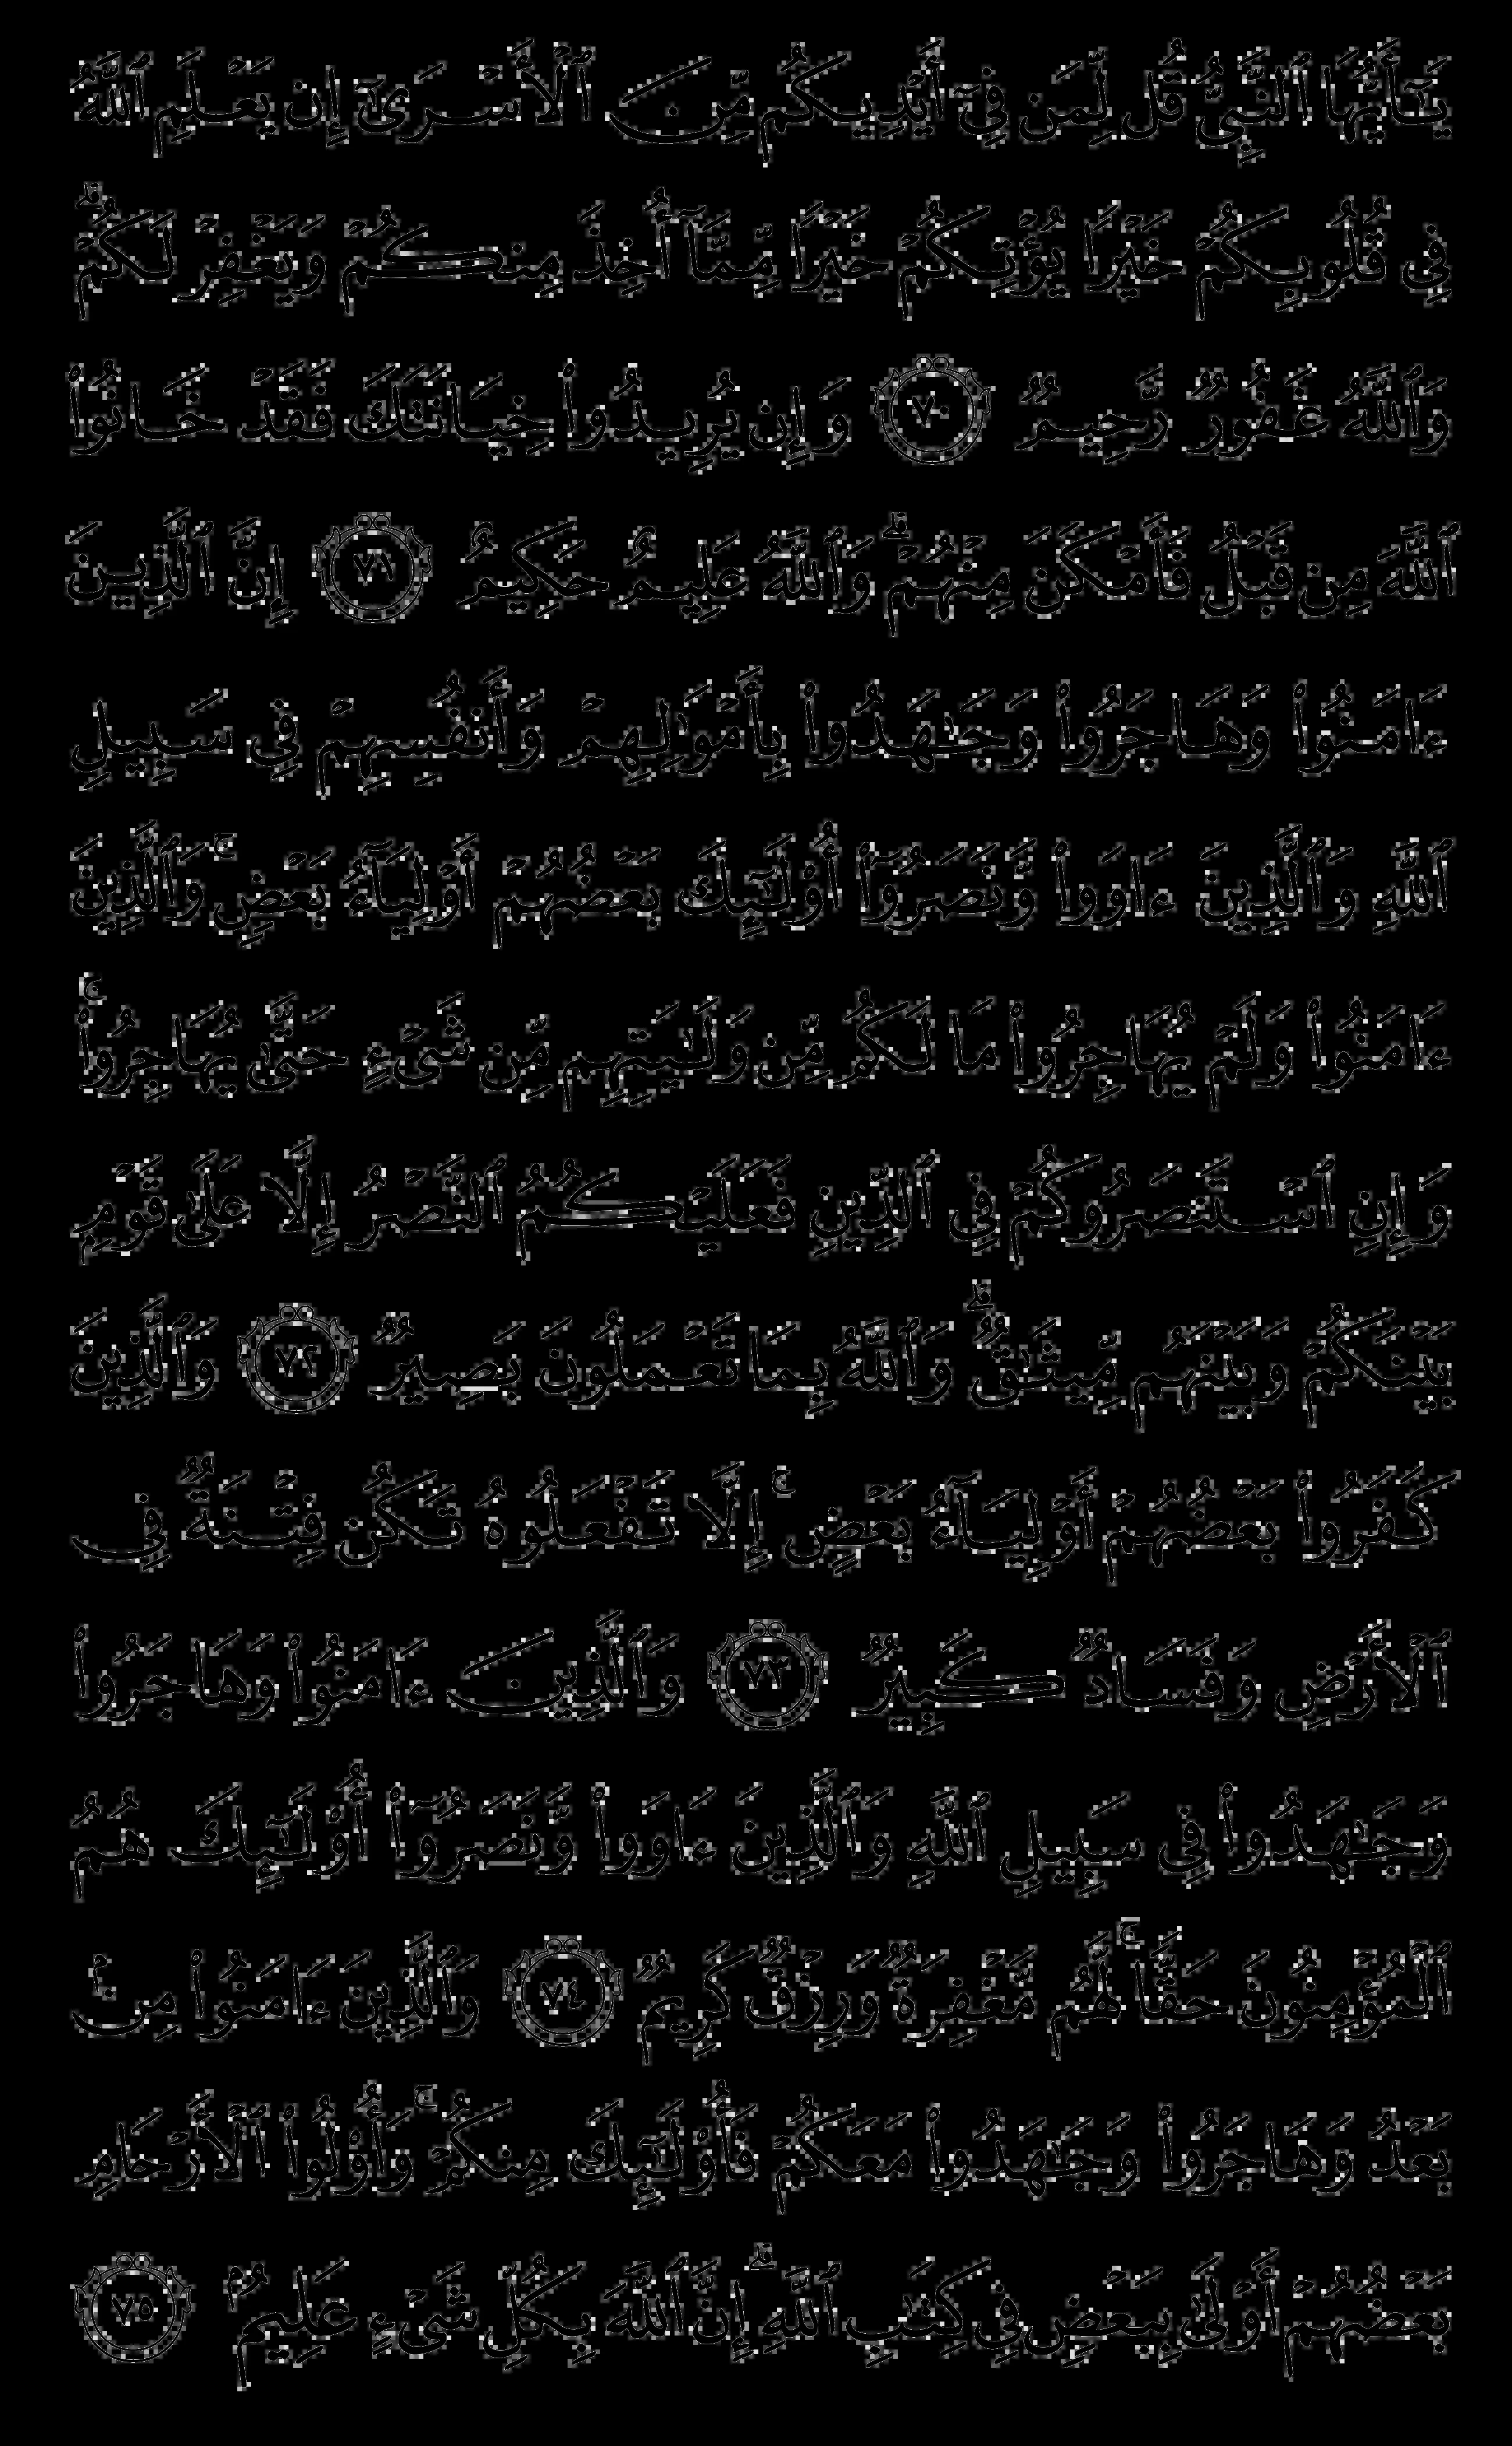 يَـٰٓأَيُّهَا ٱلنَّبِىُّ قُل لِّمَن فِىٓ أَيْدِيكُم مِّنَ ٱلْأَسْرَىٰٓ إِن يَعْلَمِ ٱللَّهُ
فِى قُلُوبِكُمْ خَيْرًا يُؤْتِكُمْ خَيْرًا مِّمَّآ أُخِذَ مِنكُمْ وَيَغْفِرْ لَكُمْ ۗ
وَٱللَّهُ غَفُورٌ رَّحِيمٌ ٧٠ وَإِن يُرِيدُوا۟ خِيَانَتَكَ فَقَدْ خَانُوا۟
ٱللَّهَ مِن قَبْلُ فَأَمْكَنَ مِنْهُمْ ۗ وَٱللَّهُ عَلِيمٌ حَكِيمٌ ٧١ إِنَّ ٱلَّذِينَ
ءَامَنُوا۟ وَهَاجَرُوا۟ وَجَـٰهَدُوا۟ بِأَمْوَٰلِهِمْ وَأَنفُسِهِمْ فِى سَبِيلِ
ٱللَّهِ وَٱلَّذِينَ ءَاوَوا۟ وَّنَصَرُوٓا۟ أُو۟لَـٰٓئِكَ بَعْضُهُمْ أَوْلِيَآءُ بَعْضٍ ۚ وَٱلَّذِينَ
ءَامَنُوا۟ وَلَمْ يُهَاجِرُوا۟ مَا لَكُم مِّن وَلَـٰيَتِهِم مِّن شَىْءٍ حَتَّىٰ يُهَاجِرُوا۟ ۚ
وَإِنِ ٱسْتَنصَرُوكُمْ فِى ٱلدِّينِ فَعَلَيْكُمُ ٱلنَّصْرُ إِلَّا عَلَىٰ قَوْمٍۭ
بَيْنَكُمْ وَبَيْنَهُم مِّيثَـٰقٌ ۗ وَٱللَّهُ بِمَا تَعْمَلُونَ بَصِيرٌ ٧٢ وَٱلَّذِينَ
كَفَرُوا۟ بَعْضُهُمْ أَوْلِيَآءُ بَعْضٍ ۚ إِلَّا تَفْعَلُوهُ تَكُن فِتْنَةٌ فِى
ٱلْأَرْضِ وَفَسَادٌ كَبِيرٌ ٧٣ وَٱلَّذِينَ ءَامَنُوا۟ وَهَاجَرُوا۟
وَجَـٰهَدُوا۟ فِى سَبِيلِ ٱللَّهِ وَٱلَّذِينَ ءَاوَوا۟ وَّنَصَرُوٓا۟ أُو۟لَـٰٓئِكَ هُمُ
ٱلْمُؤْمِنُونَ حَقًّا ۚ لَّهُم مَّغْفِرَةٌ وَرِزْقٌ كَرِيمٌ ٧٤ وَٱلَّذِينَ ءَامَنُوا۟ مِنۢ
بَعْدُ وَهَاجَرُوا۟ وَجَـٰهَدُوا۟ مَعَكُمْ فَأُو۟لَـٰٓئِكَ مِنكُمْ ۚ وَأُو۟لُوا۟ ٱلْأَرْحَامِ
بَعْضُهُمْ أَوْلَىٰ بِبَعْضٍ فِى كِتَـٰبِ ٱللَّهِ ۗ إِنَّ ٱللَّهَ بِكُلِّ شَىْءٍ عَلِيمٌۢ ٧٥